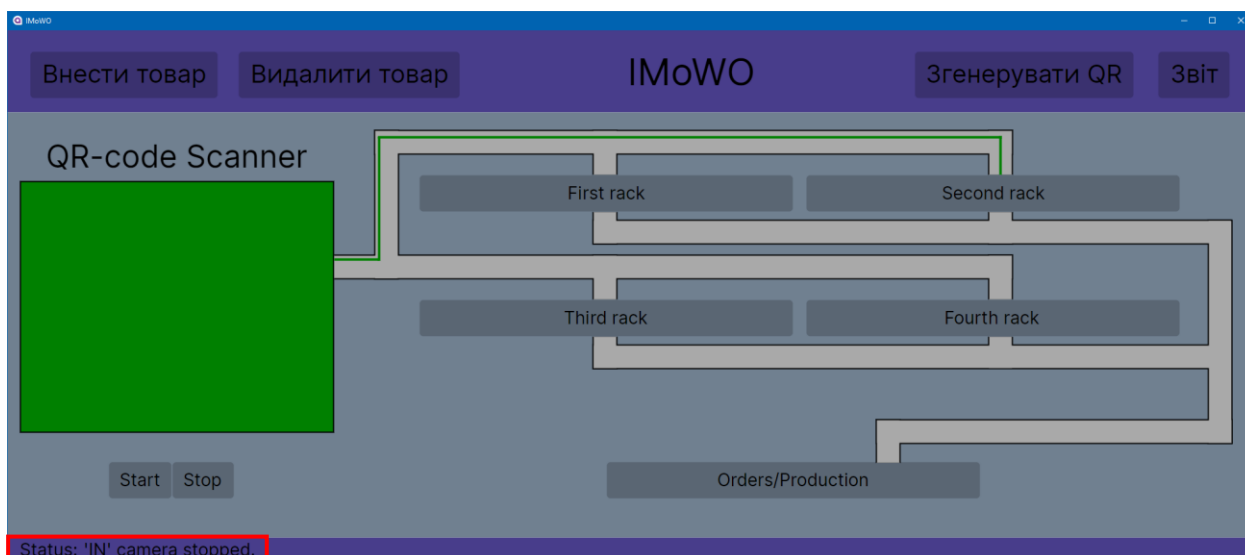 IMoWO
Внести товар Видалити товар IMoWO Згенерувати QR Звіт
QR-code Scanner
First rack Second rack
Third rack Fourth rack
Start Stop Orders/Production
Status: 'IN' camera stopped.